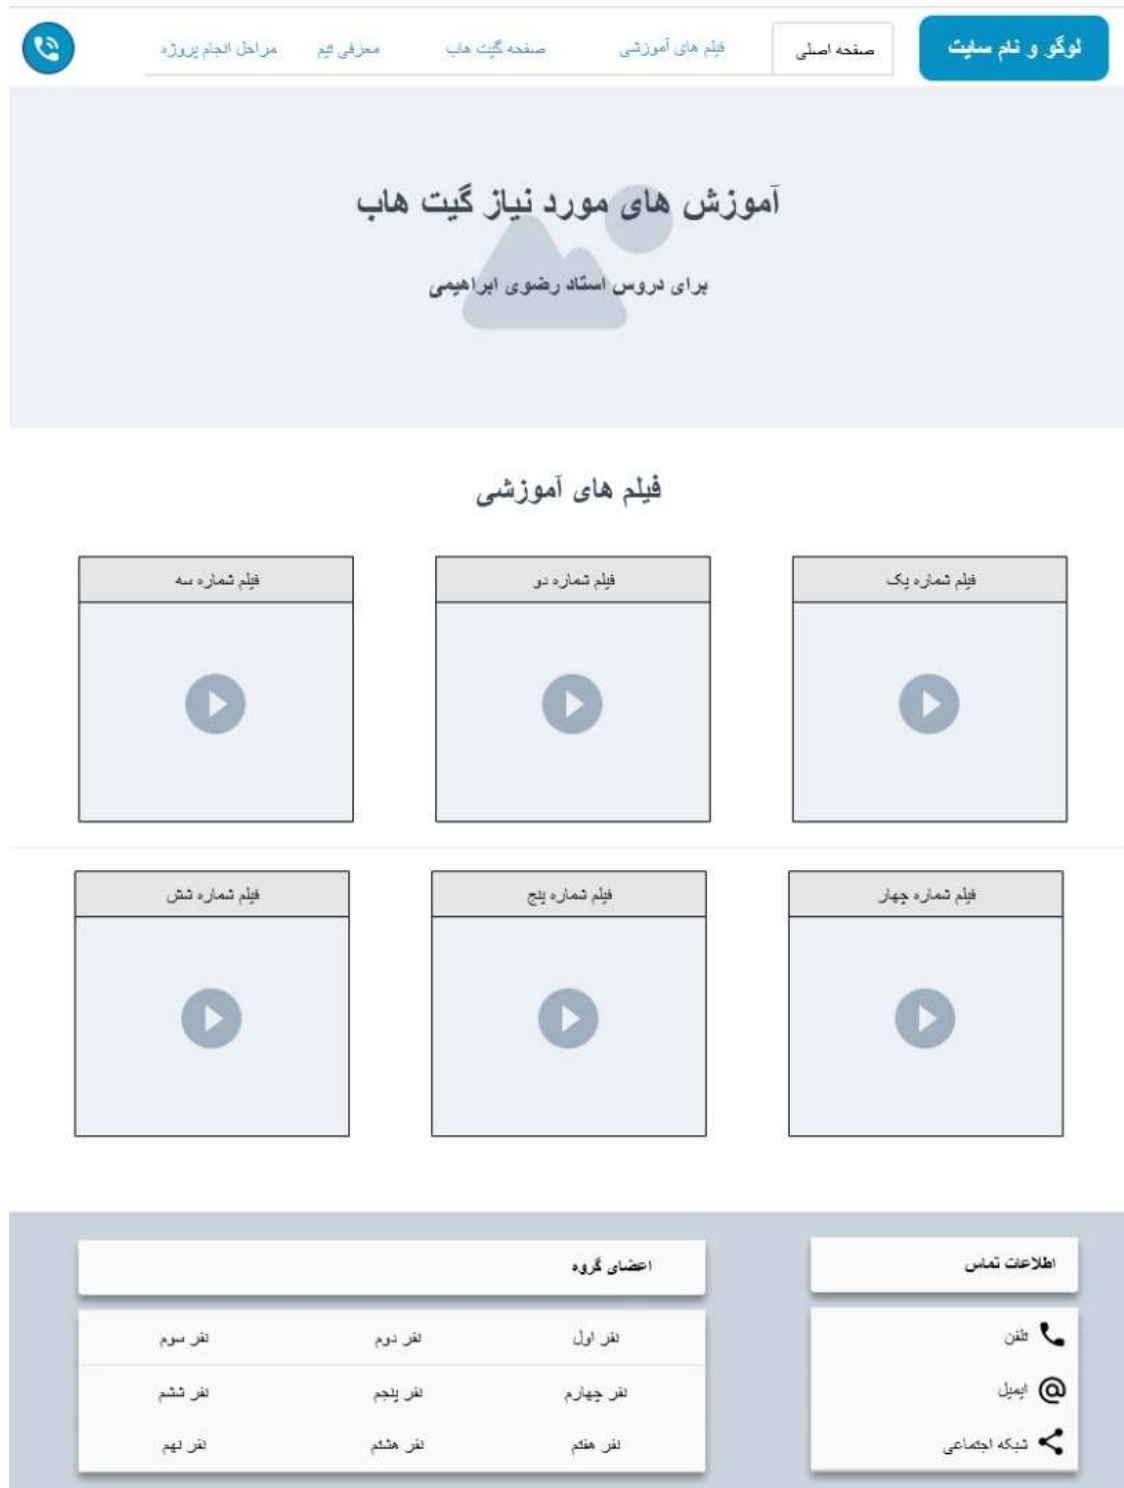 لوگو و نام سایت
صفحه اصلی
فیلم های آموزشی
صفحه گیت هاب
معرفی تیم
مراحل انجام پروژه
آموزش های مورد نیاز گیت هاب
برای دروس استاد رضوی ابراهیمی
فیلم های آموزشی
فیلم شماره یک
فیلم شماره دو
فیلم شماره سه
فیلم شماره چهار
فیلم شماره پنج
فیلم شماره شش
اطلاعات تماس
تلفن
ایمیل
شبکه اجتماعی
اعضای گروه
نفر اول
نفر دوم
نفر سوم
نفر چهارم
نفر پنجم
نفر ششم
نفر هفتم
نفر هشتم
نفر نهم